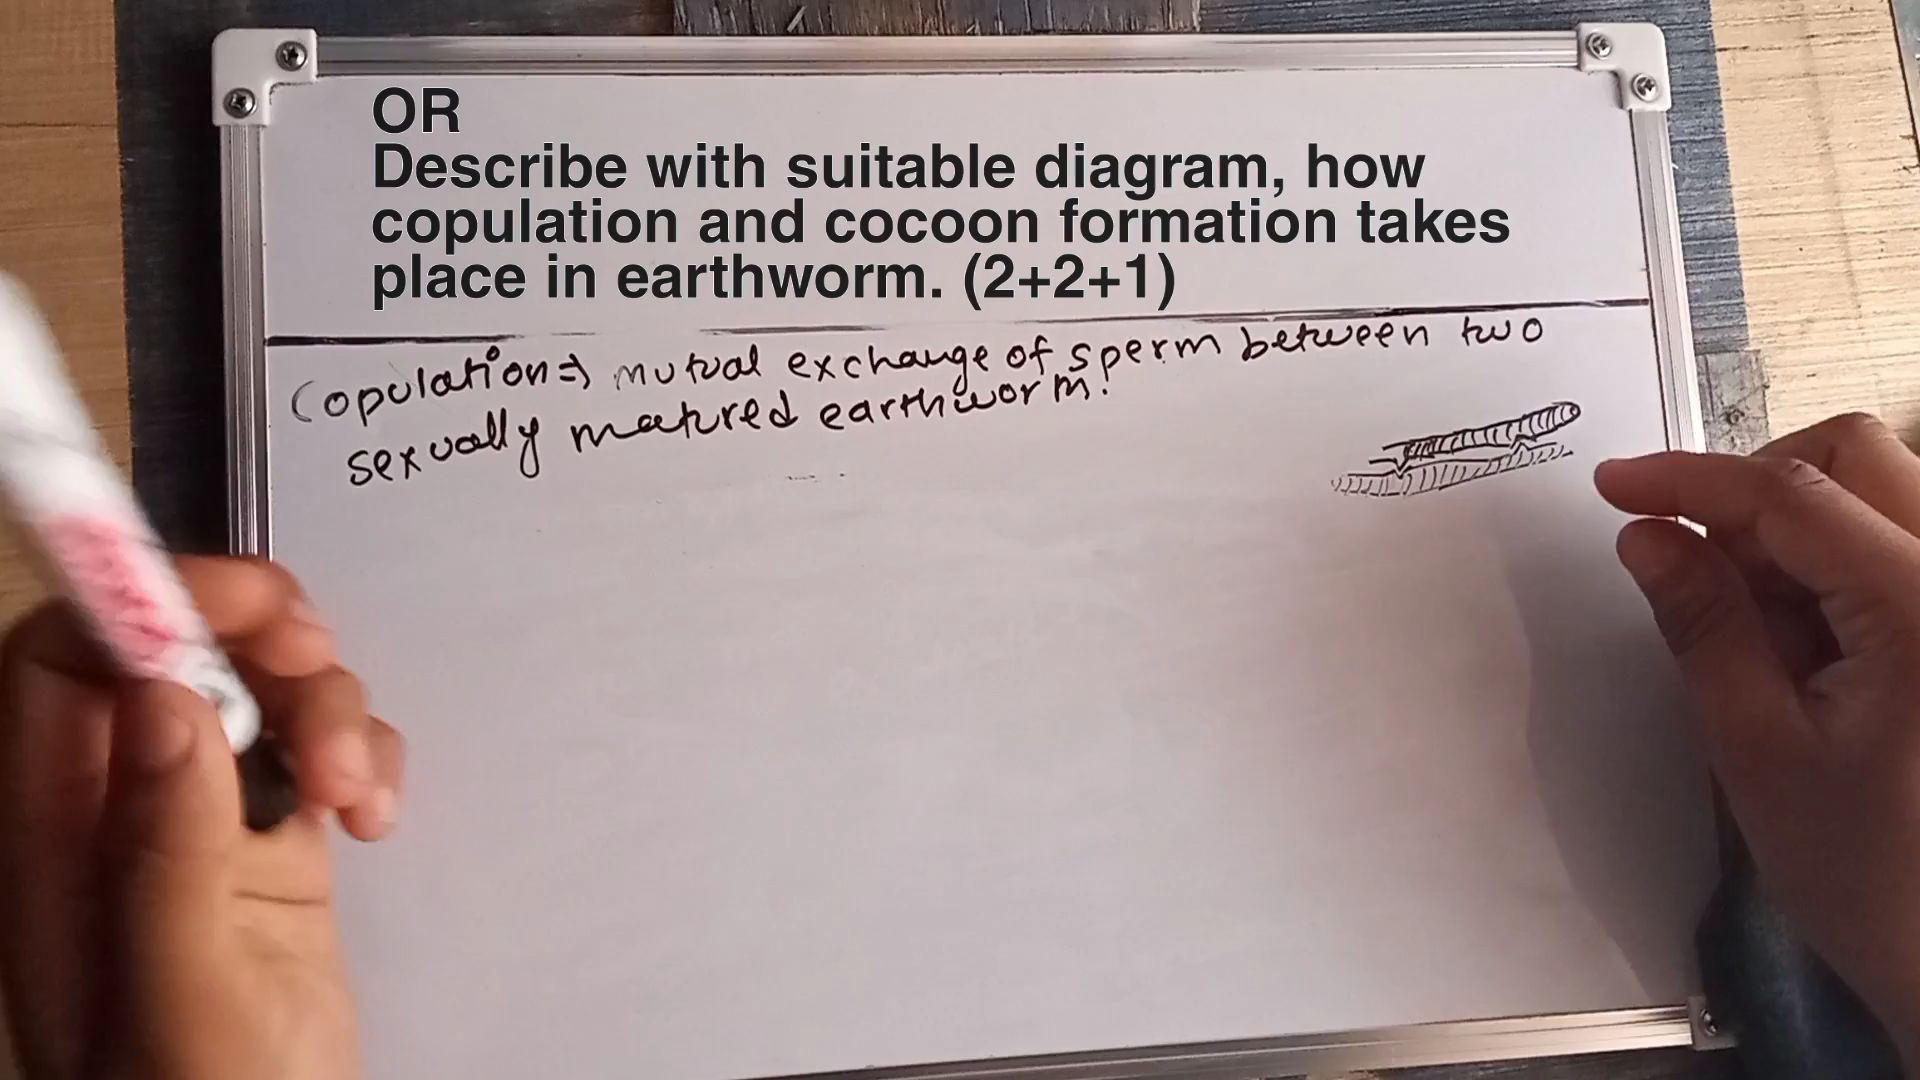 OR
Describe with suitable diagram, how
copulation and cocoon formation takes
place in earthworm. (2+2+1)
Copulation ⇒ mutual exchange of sperm between two
sexually matured earthworm.